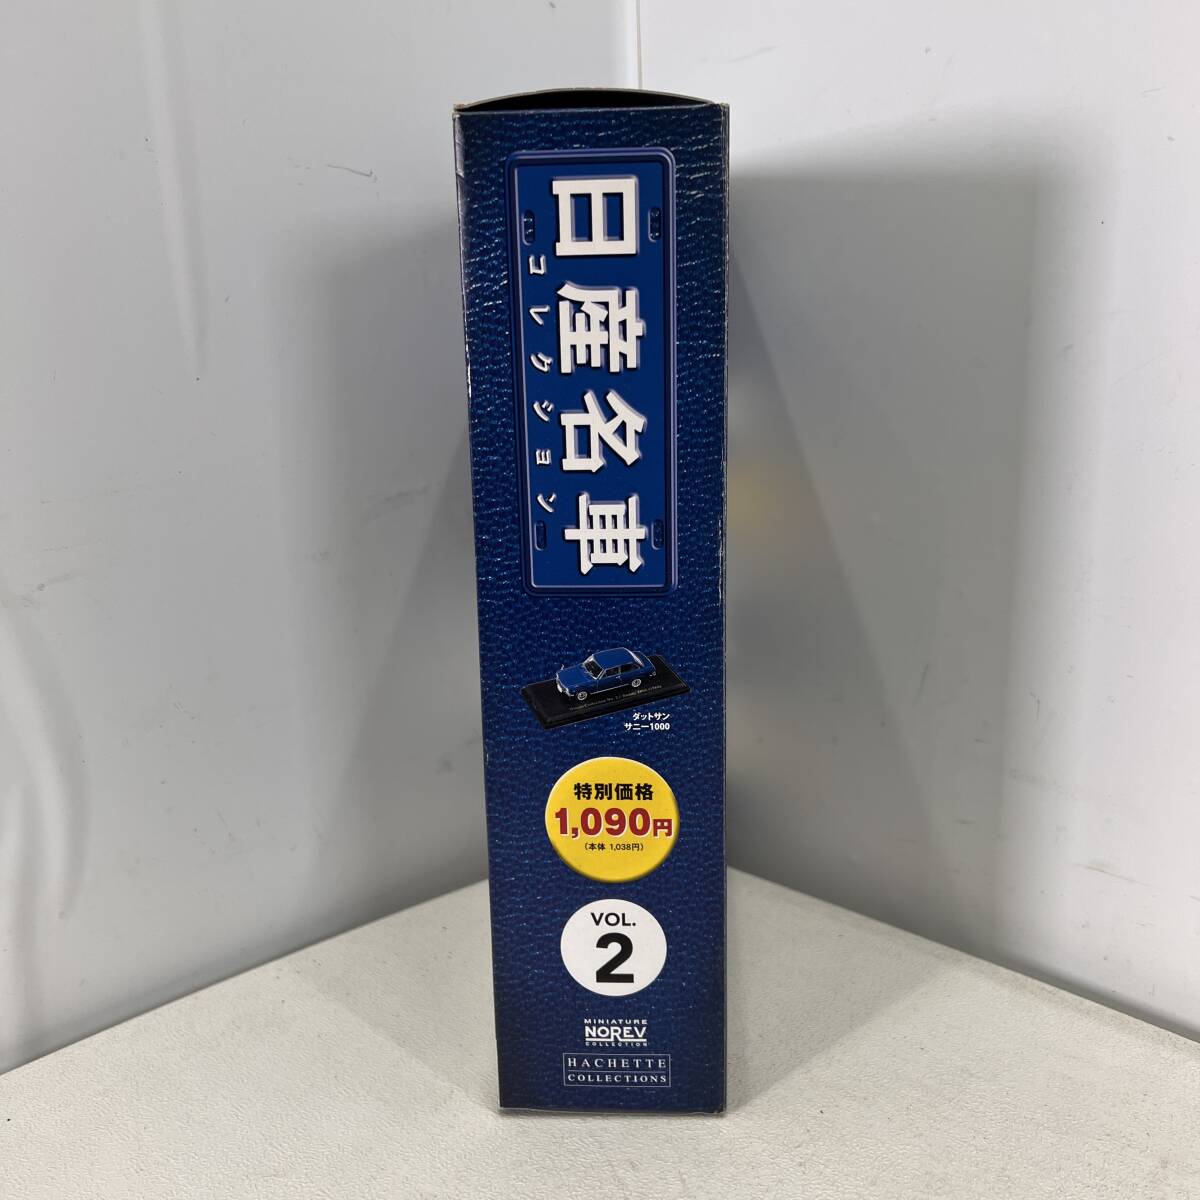 日産名車
コレクション
ダットサン
サニー1000
特別価格
1,090円
(本体 1,038円)
VOL.
2
MINIATURE
NOREV
COLLECTION
HACHETTE
COLLECTIONS